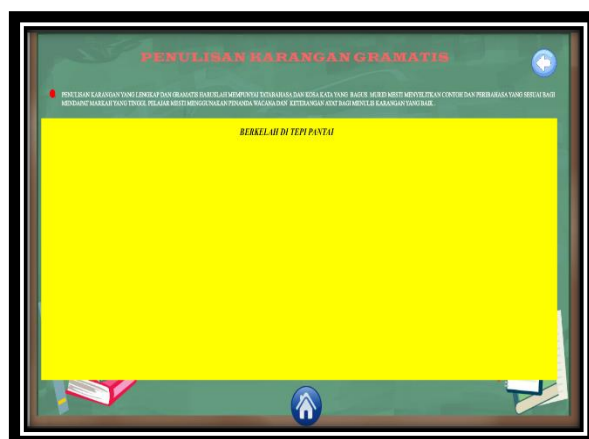 PENULISAN KARANGAN GRAMATIS
PENULISAN KARANGAN YANG LENGKAP DAN GRAMATIS HARUSLAH MEMPUNYAI TATABAHASA DAN KOSA KATA YANG BAGUS. MURID MESTI MENYELITKAN CONTOH DAN PERIBAHASA YANG SESUAI BAGI
MENDAPAT MARKAH YANG TINGGI. PELAJAR MESTI MENGGUNAKAN PENANDA WACANA DAN KETERANGAN AYAT BAGI MENULIS KARANGAN YANG BAIK.
BERKELAH DI TEPI PANTAI